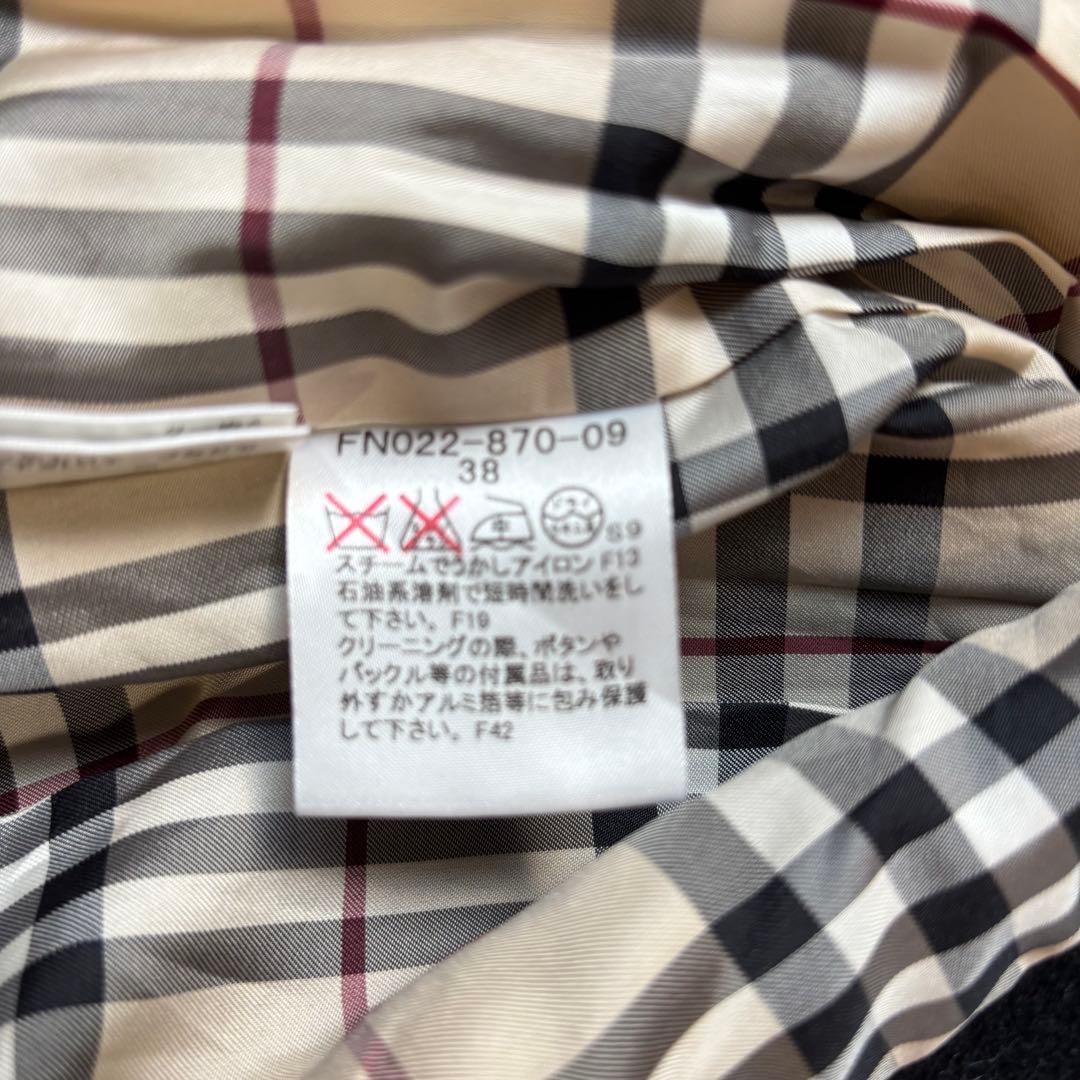 FN022-870-09
38
中
S9
スチームでうかしアイロン F13
石油系溶剤で短時間洗いをし
て下さい。F19
クリーニングの際、ボタンや
バックル等の付属品は、取り
外すかアルミ箔等に包み保護
して下さい。F42